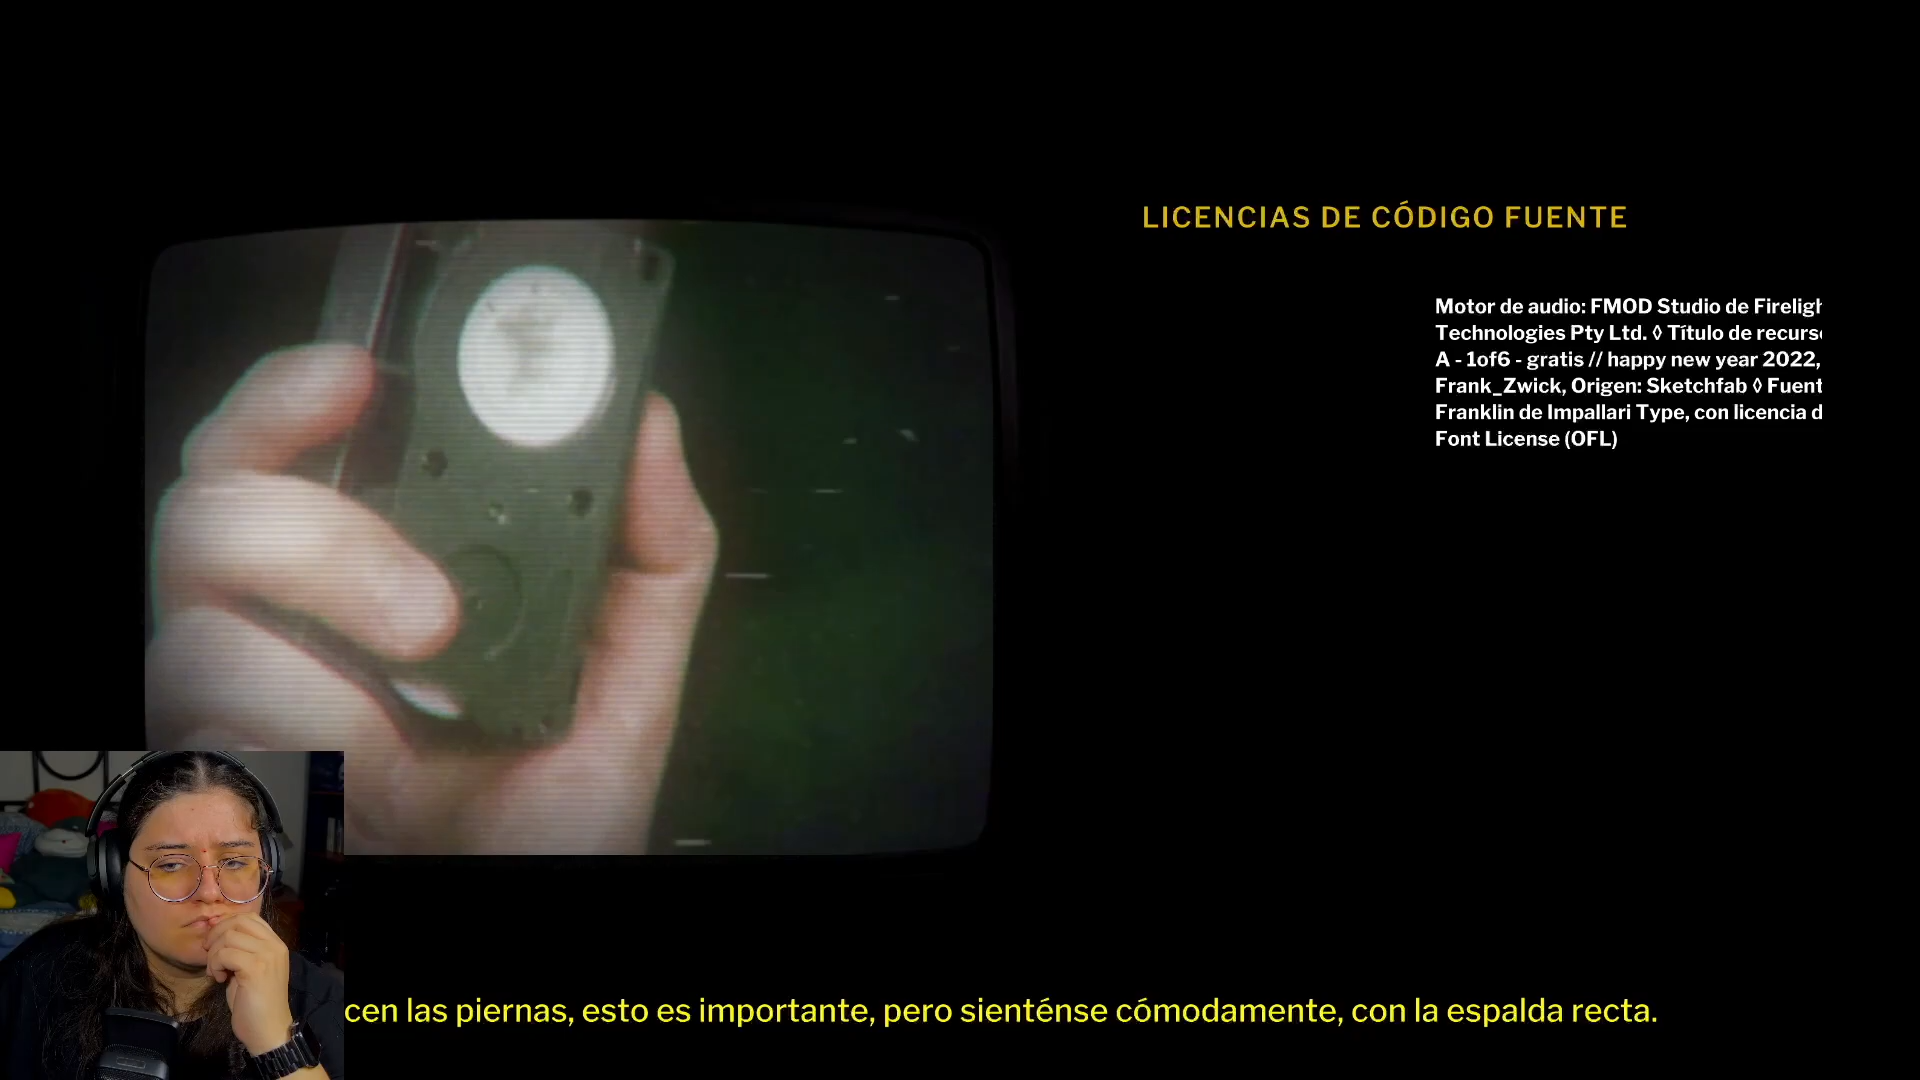 LICENCIAS DE CÓDIGO FUENTE
Motor de audio: FMOD Studio de Firelig
Technologies Pty Ltd. ◊ Título de recurs
A - 1of6 - gratis // happy new year 2022,
Frank_Zwick, Origen: Sketchfab ◊ Fuent
Franklin de Impallari Type, con licencia d
Font License (OFL)
cen las piernas, esto es importante, pero sienténse cómodamente, con la espalda recta.